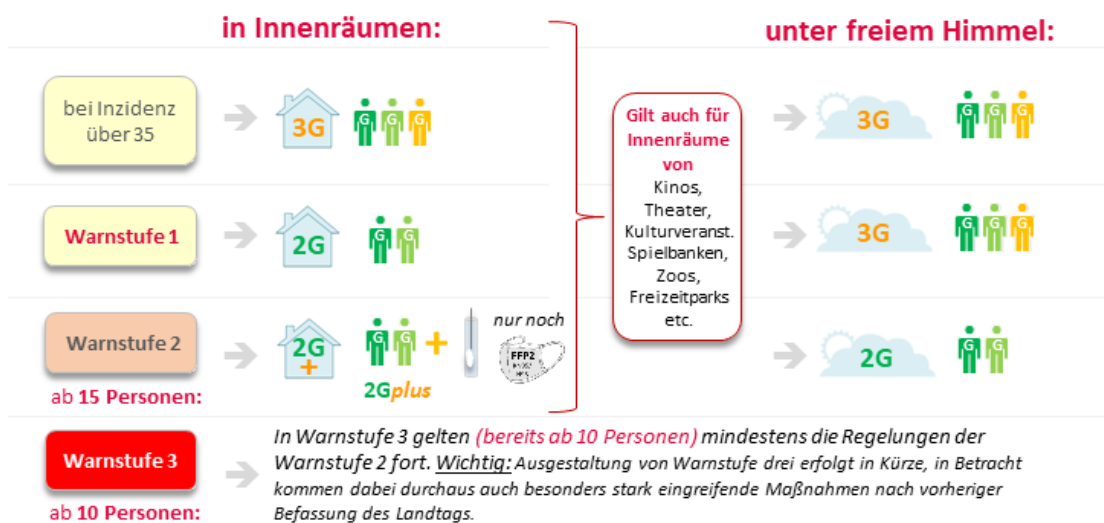 in Innenräumen:
unter freiem Himmel:
bei Inzidenz
über 35
3G
G G G
Gilt auch für
Innenräume
von
Kinos,
Theater,
Kulturveranst.
Spielbanken,
Zoos,
Freizeitparks
etc.
3G
G G G
Warnstufe 1
2G
G G
3G
G G G
Warnstufe 2
ab 15 Personen:
2G
+
G G
+
2Gplus
nur noch
FFP2
2G
G G
Warnstufe 3
ab 10 Personen:
In Warnstufe 3 gelten (bereits ab 10 Personen) mindestens die Regelungen der
Warnstufe 2 fort. Wichtig: Ausgestaltung von Warnstufe drei erfolgt in Kürze, in Betracht
kommen dabei durchaus auch besonders stark eingreifende Maßnahmen nach vorheriger
Befassung des Landtags.